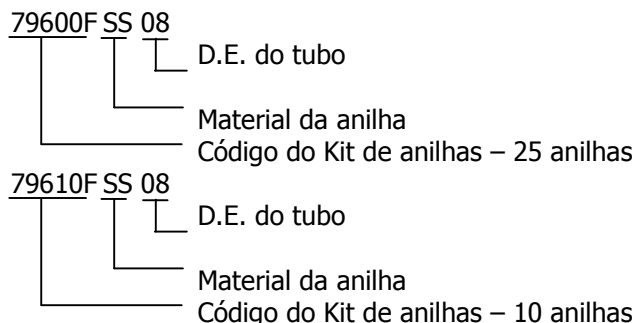 79600F SS 08
D.E. do tubo
Material da anilha
Código do Kit de anilhas – 25 anilhas
79610F SS 08
D.E. do tubo
Material da anilha
Código do Kit de anilhas – 10 anilhas